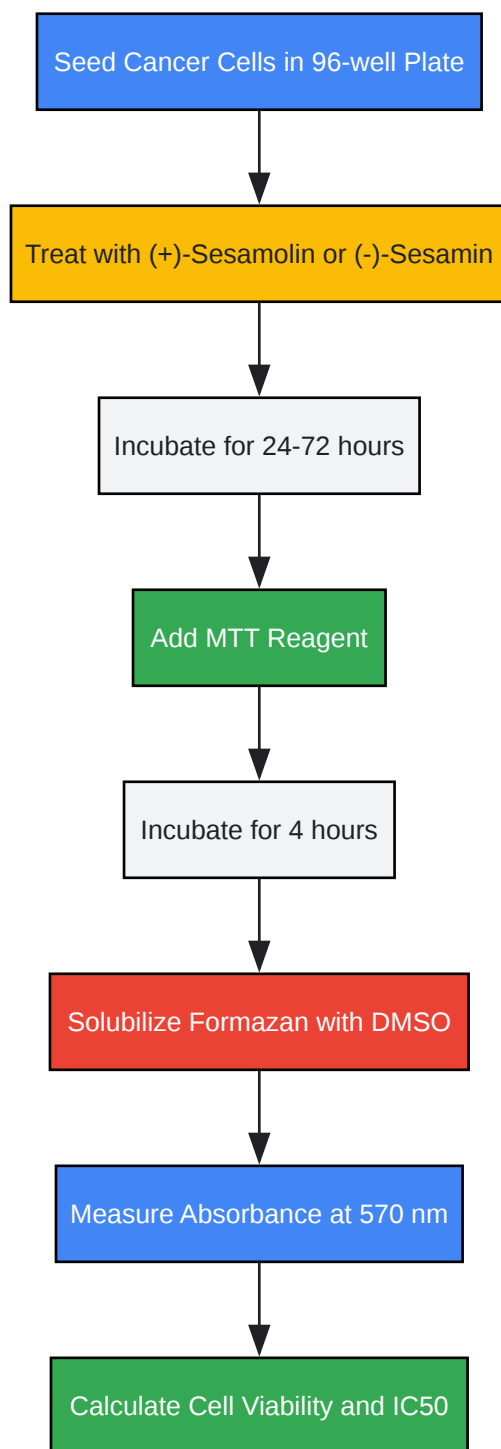 Seed Cancer Cells in 96-well Plate
Treat with (+)-Sesamolin or (-)-Sesamin
Incubate for 24-72 hours
Add MTT Reagent
Incubate for 4 hours
Solubilize Formazan with DMSO
Measure Absorbance at 570 nm
Calculate Cell Viability and IC50